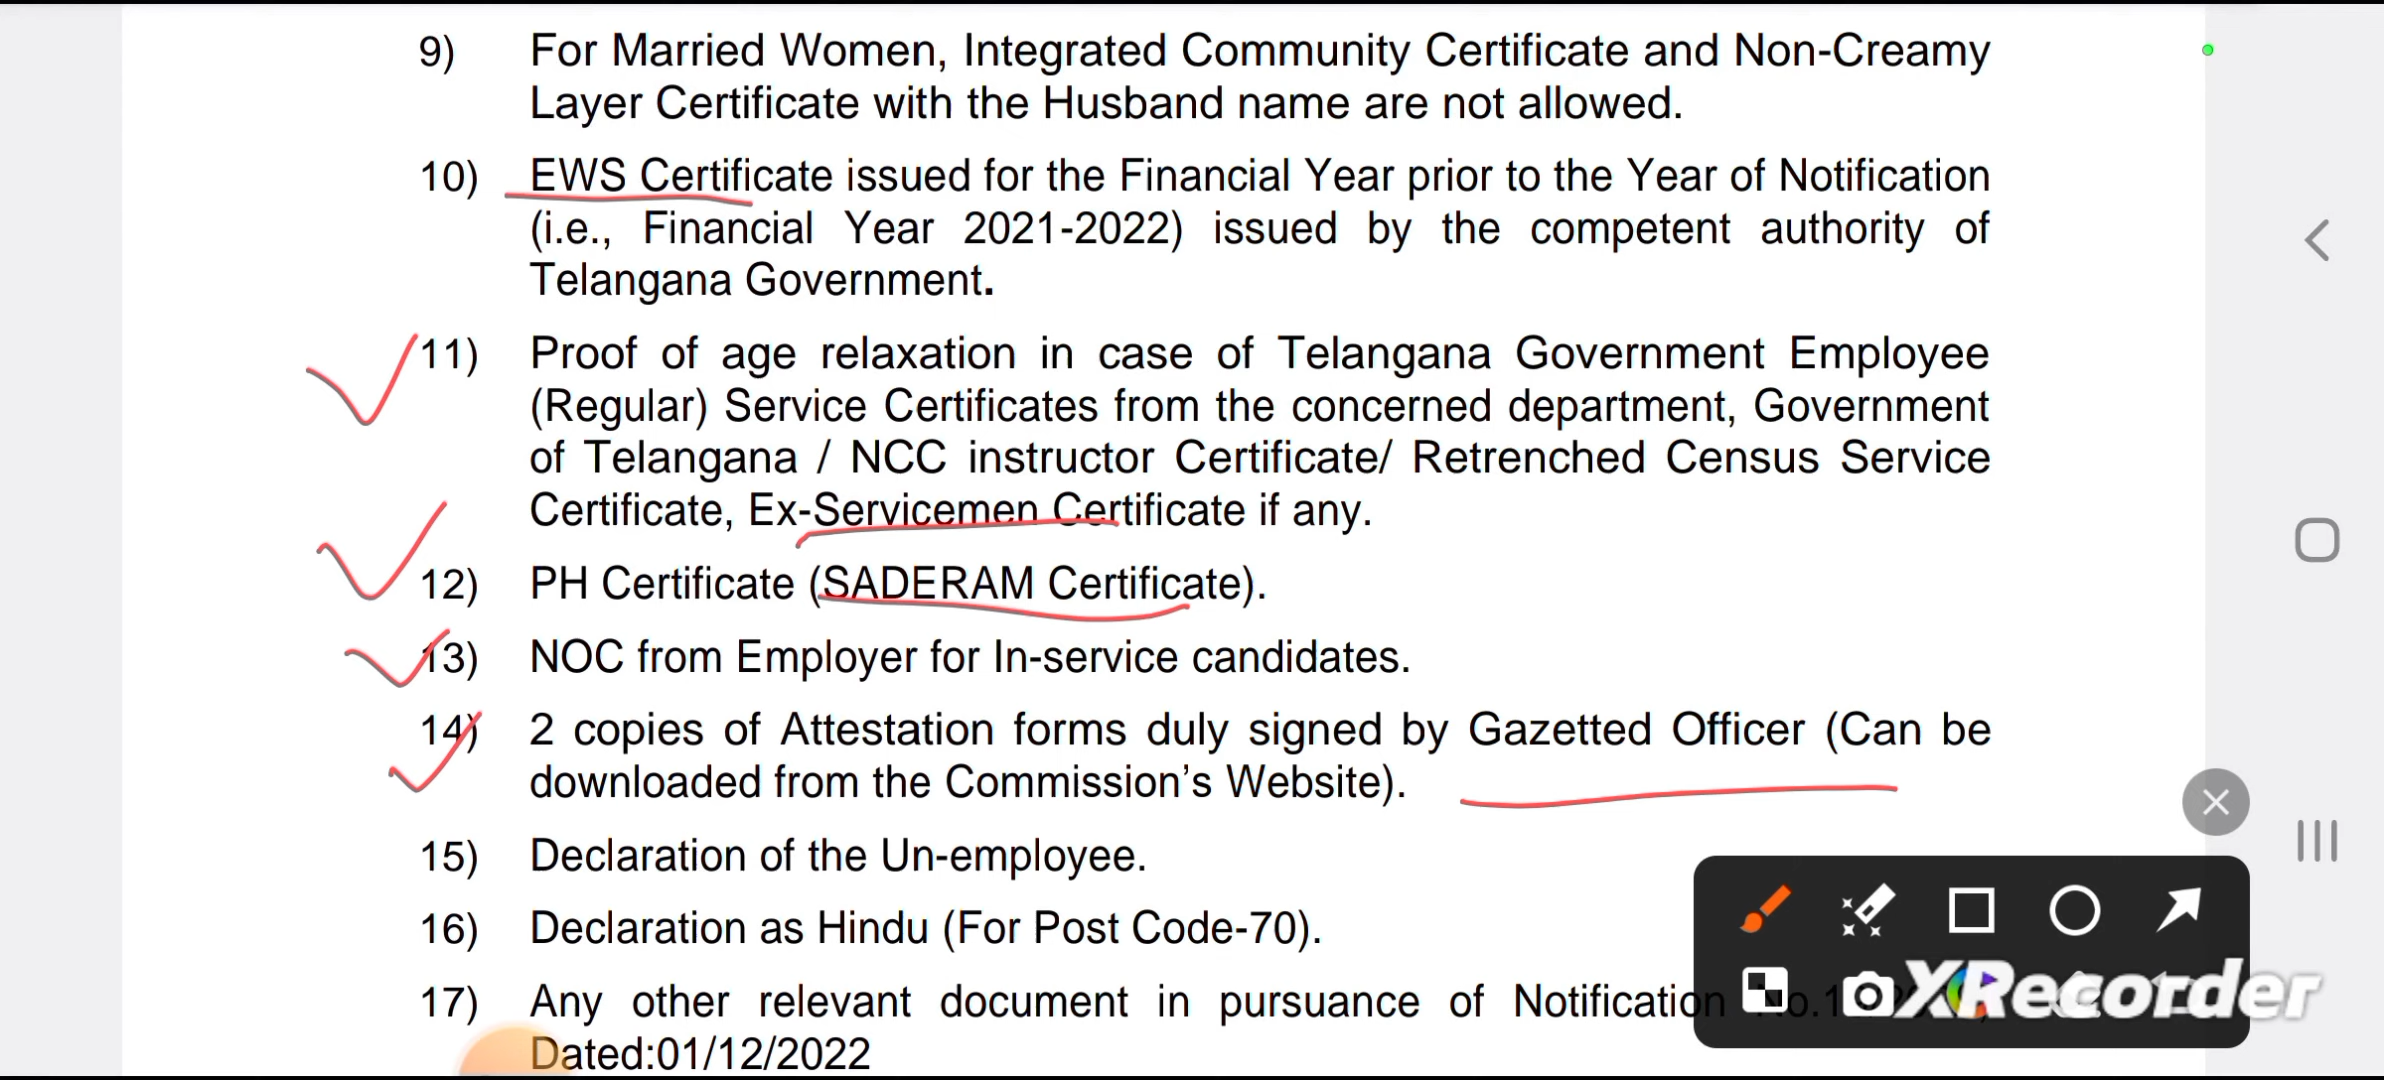 9) For Married Women, Integrated Community Certificate and Non-Creamy
Layer Certificate with the Husband name are not allowed.
10) EWS Certificate issued for the Financial Year prior to the Year of Notification
(i.e., Financial Year 2021-2022) issued by the competent authority of
Telangana Government.
11) Proof of age relaxation in case of Telangana Government Employee
(Regular) Service Certificates from the concerned department, Government
of Telangana / NCC instructor Certificate/ Retrenched Census Service
Certificate, Ex-Servicemen Certificate if any.
12) PH Certificate (SADERAM Certificate).
13) NOC from Employer for In-service candidates.
14) 2 copies of Attestation forms duly signed by Gazetted Officer (Can be
downloaded from the Commission’s Website).
15) Declaration of the Un-employee.
16) Declaration as Hindu (For Post Code-70).
17) Any other relevant document in pursuance of Notification
Dated:01/12/2022
XRecorder